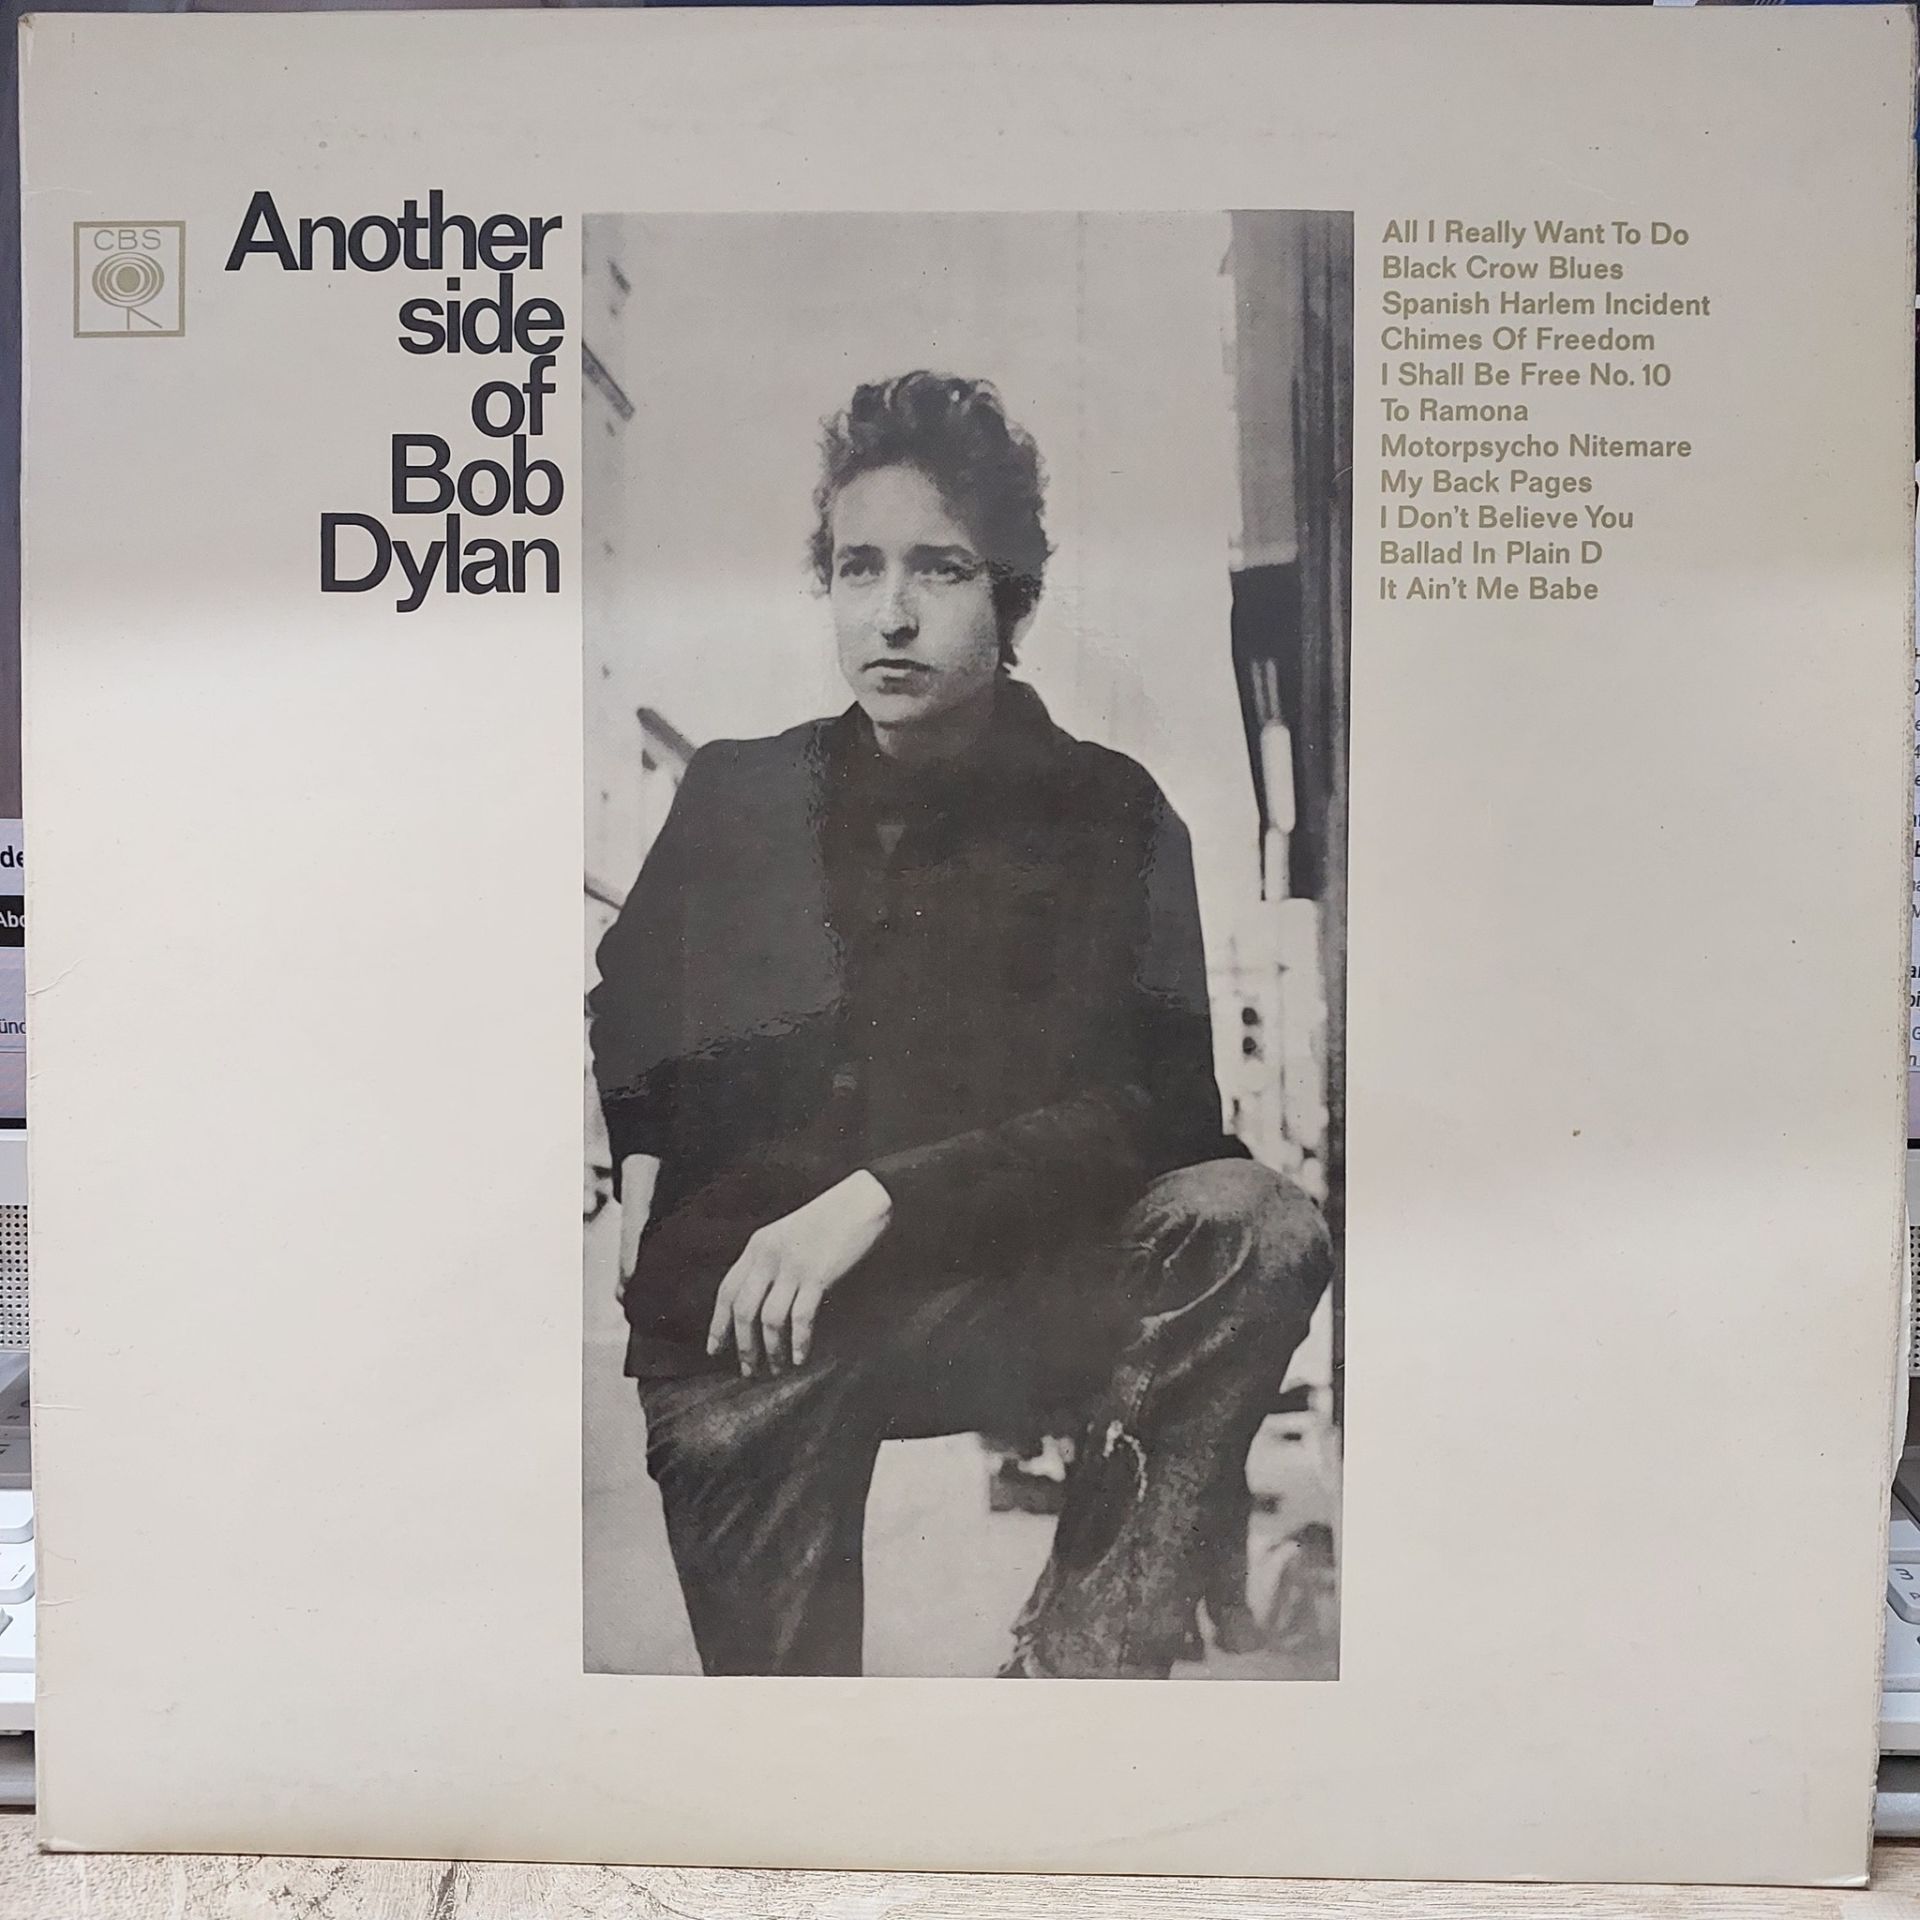 CBS
Another
side
of
Bob
Dylan
All I Really Want To Do
Black Crow Blues
Spanish Harlem Incident
Chimes Of Freedom
I Shall Be Free No. 10
To Ramona
Motorpsycho Nitemare
My Back Pages
I Don't Believe You
Ballad In Plain D
It Ain't Me Babe